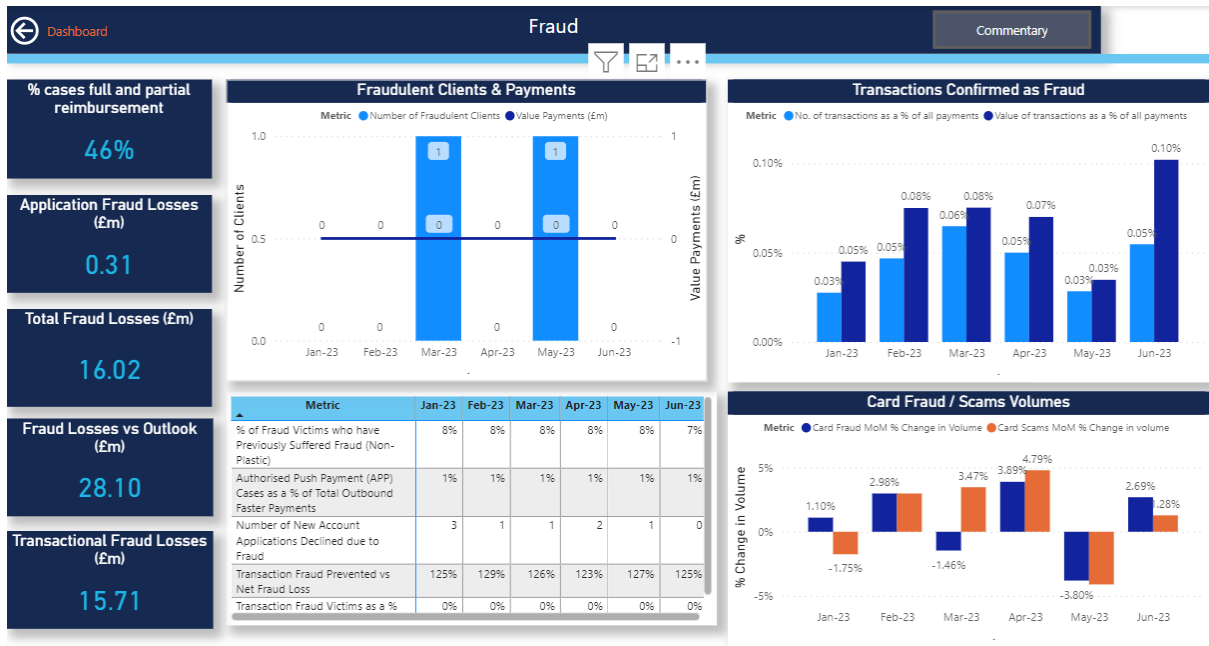 Dashboard
Fraud
Commentary
% cases full and partial
reimbursement
46%
Application Fraud Losses
(£m)
0.31
Total Fraud Losses (£m)
16.02
Fraud Losses vs Outlook
(£m)
28.10
Transactional Fraud Losses
(£m)
15.71
Fraudulent Clients & Payments
Metric Number of Fraudulent Clients Value Payments (£m)
Number of Clients
1.0
0.5
0.0
1 1
0 0 0 0 0 0
0 0 0 0
1
0
-1
Value Payments (£m)
Jan-23 Feb-23 Mar-23 Apr-23 May-23 Jun-23
Transactions Confirmed as Fraud
Metric No. of transactions as a % of all payments Value of transactions as a % of all payments
%
0.10%
0.05%
0.00%
0.03% 0.05% 0.05% 0.08% 0.06% 0.08% 0.05% 0.07% 0.03% 0.03% 0.05% 0.10%
Jan-23 Feb-23 Mar-23 Apr-23 May-23 Jun-23
Metric Jan-23 Feb-23 Mar-23 Apr-23 May-23 Jun-23
% of Fraud Victims who have 8% 8% 8% 8% 8% 7%
Previously Suffered Fraud (Non-
Plastic)
Authorised Push Payment (APP) 1% 1% 1% 1% 1% 1%
Cases as a % of Total Outbound
Faster Payments
Number of New Account 3 1 1 2 1 0
Applications Declined due to
Fraud
Transaction Fraud Prevented vs 125% 129% 126% 123% 127% 125%
Net Fraud Loss
Transaction Fraud Victims as a % 0% 0% 0% 0% 0% 0%
Card Fraud / Scams Volumes
Metric Card Fraud MoM % Change in Volume Card Scams MoM % Change in volume
% Change in Volume
5%
0%
-5%
1.10% -1.75% 2.98% -1.46% 3.47% 3.89% 4.79% -3.80% 2.69% 1.28%
Jan-23 Feb-23 Mar-23 Apr-23 May-23 Jun-23